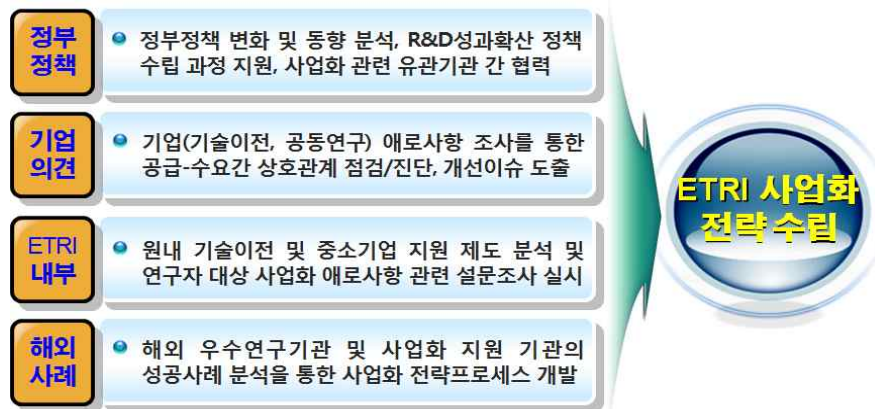 정부
정책
정부정책 변화 및 동향 분석, R&D성과확산 정책
수립 과정 지원, 사업화 관련 유관기관 간 협력
기업
의견
기업(기술이전, 공동연구) 애로사항 조사를 통한
공급-수요간 상호관계 점검/진단, 개선이슈 도출
ETRI
내부
원내 기술이전 및 중소기업 지원 제도 분석 및
연구자 대상 사업화 애로사항 관련 설문조사 실시
해외
사례
해외 우수연구기관 및 사업화 지원 기관의
성공사례 분석을 통한 사업화 전략프로세스 개발
ETRI 사업화
전략 수립